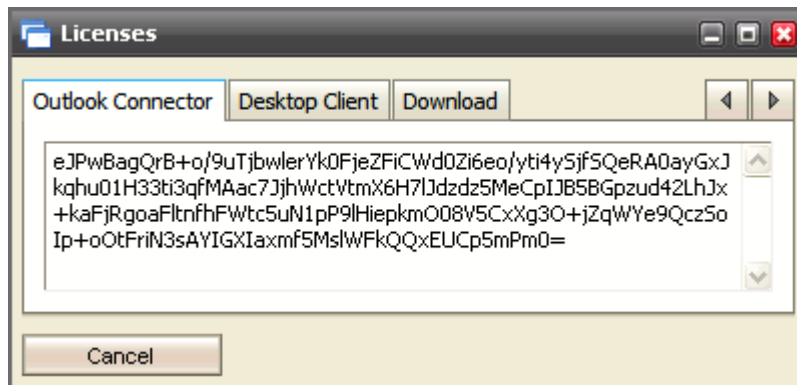 Licenses
Outlook Connector
Desktop Client
Download
eJPwBagQrB+o/9uTjbwlerYk0FjeZFiCWd0Zi6eo/yti4ySjfSQeRA0ayGxJ
kqhu01H33ti3qfMAac7JjhWctVtmX6H7lJdzdz5MeCpIJB5BGpzud42LhJx
+kaFjRgoaFltnfhFWtc5uN1pP9lHiepkmO08V5CxXg3O+jZqWYe9QczSo
Ip+oOtFriN3sAYIGXIaxmf5MslWFkQQxEUCp5mPm0=
Cancel